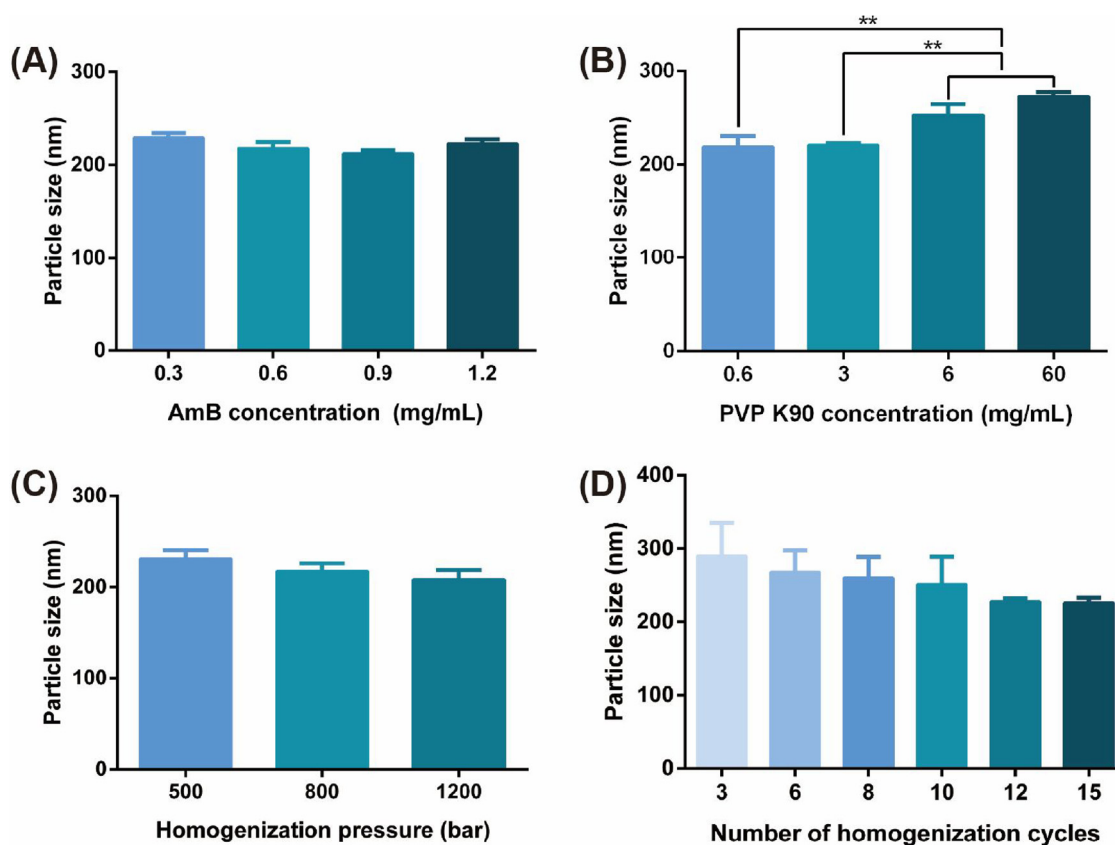 (A)
300
200
100
0
Particle size (nm)
0.3 0.6 0.9 1.2
AmB concentration (mg/mL)
(B)
**
**
300
200
100
0
Particle size (nm)
0.6 3 6 60
PVP K90 concentration (mg/mL)
(C)
300
200
100
0
Particle size (nm)
500 800 1200
Homogenization pressure (bar)
(D)
400
300
200
100
0
Particle size (nm)
3 6 8 10 12 15
Number of homogenization cycles